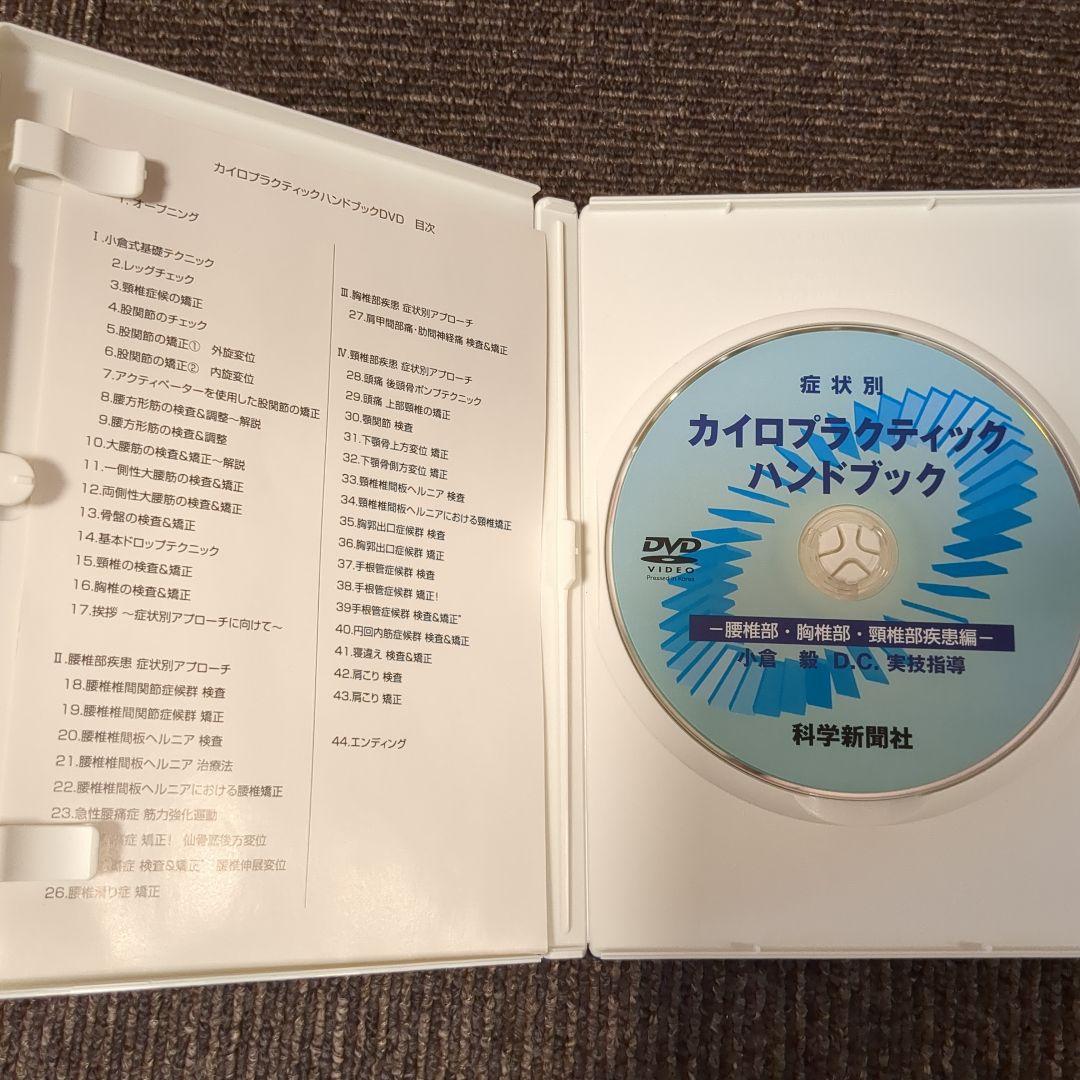 カイロプラクティックハンドブックDVD 目次
1. オープニング
Ⅰ.小倉式基礎テクニック
2.レッグチェック
3.頸椎症候の矯正
4.股関節のチェック
5.股関節の矯正① 外旋変位
6.股関節の矯正② 内旋変位
7.アクティベーターを使用した股関節の矯正
8.腰方形筋の検査&調整～解説
9.腰方形筋の検査&調整
10.大腰筋の検査&矯正～解説
11.一側性大腰筋の検査&矯正
12.両側性大腰筋の検査&矯正
13.骨盤の検査&矯正
14.基本ドロップテクニック
15.頸椎の検査&矯正
16.胸椎の検査&矯正
17.挨拶 ～症状別アプローチに向けて～
Ⅱ.腰椎部疾患 症状別アプローチ
18.腰椎椎間関節症候群 検査
19.腰椎椎間関節症候群 矯正
20.腰椎椎間板ヘルニア 検査
21.腰椎椎間板ヘルニア 治療法
22.腰椎椎間板ヘルニアにおける腰椎矯正
23.急性腰痛症 筋力強化運動
症 矯正! 仙骨底後方変位
症 検査&矯正 腰椎伸展変位
26.腰椎滑り症 矯正
Ⅲ.胸椎部疾患 症状別アプローチ
27.肩甲間部痛・肋間神経痛 検査&矯正
Ⅳ.頸椎部疾患 症状別アプローチ
28.頭痛 後頭骨ポンプテクニック
29.頭痛 上部頸椎の矯正
30.顎関節 検査
31.下顎骨上方変位 矯正
32.下顎骨側方変位 矯正
33.頸椎椎間板ヘルニア 検査
34.頸椎椎間板ヘルニアにおける頸椎矯正
35.胸郭出口症候群 検査
36.胸郭出口症候群 矯正
37.手根管症候群 検査
38.手根管症候群 矯正!
39手根管症候群 検査&矯正"
40.円回内筋症候群 検査&矯正
41.寝違え 検査&矯正
42.肩こり 検査
43.肩こり 矯正
44.エンディング
症状別
カイロプラクティック
ハンドブック
DVD
VIDEO
Pressed in Korea
－腰椎部・胸椎部・頸椎部疾患編－
小倉 毅 D.C. 実技指導
科学新聞社